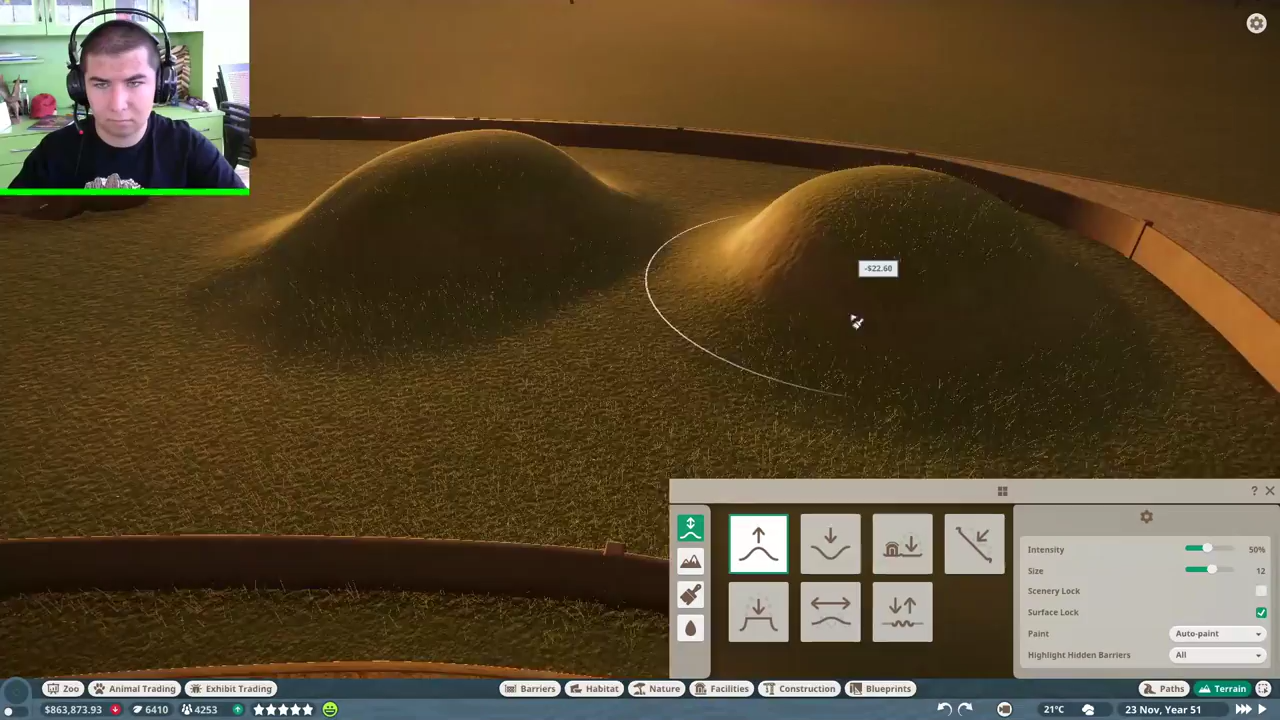 -$22.60
?
Intensity 50%
Size 12
Scenery Lock
Surface Lock
Paint Auto-paint
Highlight Hidden Barriers All
Zoo Animal Trading Exhibit Trading Barriers Habitat Nature Facilities Construction Blueprints Paths Terrain
$863,873.93 6410 4253 21°C 23 Nov, Year 51